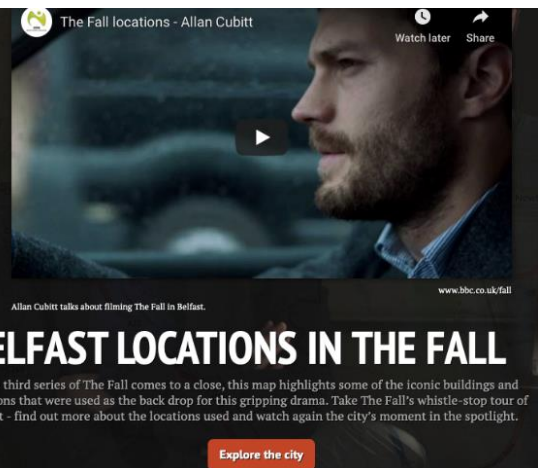 The Fall locations - Allan Cubitt
Watch later
Share
www.bbc.co.uk/fall
Allan Cubitt talks about filming The Fall in Belfast.
ELFAST LOCATIONS IN THE FALL
third series of The Fall comes to a close, this map highlights some of the iconic buildings and
ons that were used as the back drop for this gripping drama. Take The Fall's whistle-stop tour of
t - find out more about the locations used and watch again the city's moment in the spotlight.
Explore the city